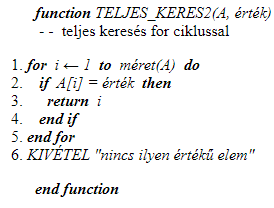 function TELJES_KERES2(A, érték)
-- teljes keresés for ciklussal
1. for i ← 1 to méret(A) do
2. if A[i] = érték then
3. return i
4. end if
5. end for
6. KIVÉTEL "nincs ilyen értékű elem"
end function